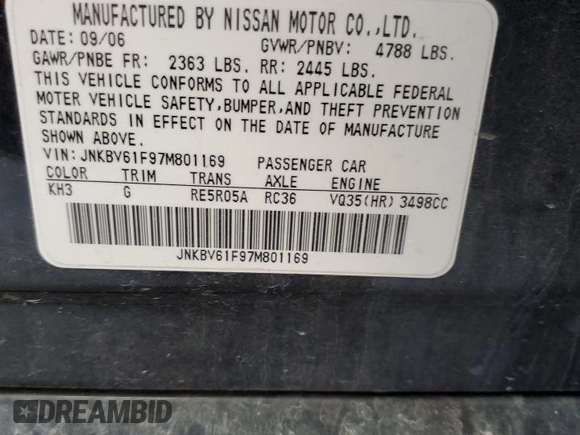 MANUFACTURED BY NISSAN MOTOR CO.,LTD.
DATE: 09/06 GVWR/PNBV: 4788 LBS.
GAWR/PNBE FR: 2363 LBS. RR: 2445 LBS.
THIS VEHICLE CONFORMS TO ALL APPLICABLE FEDERAL
MOTER VEHICLE SAFETY,BUMPER,AND THEFT PREVENTION
STANDARDS IN EFFECT ON THE DATE OF MANUFACTURE
SHOWN ABOVE.
VIN: JNKBV61F97M801169 PASSENGER CAR
COLOR TRIM TRANS AXLE ENGINE
KH3 G RE5R05A RC36 VQ35(HR) 3498CC
JNKBV61F97M801169
DREAMBID